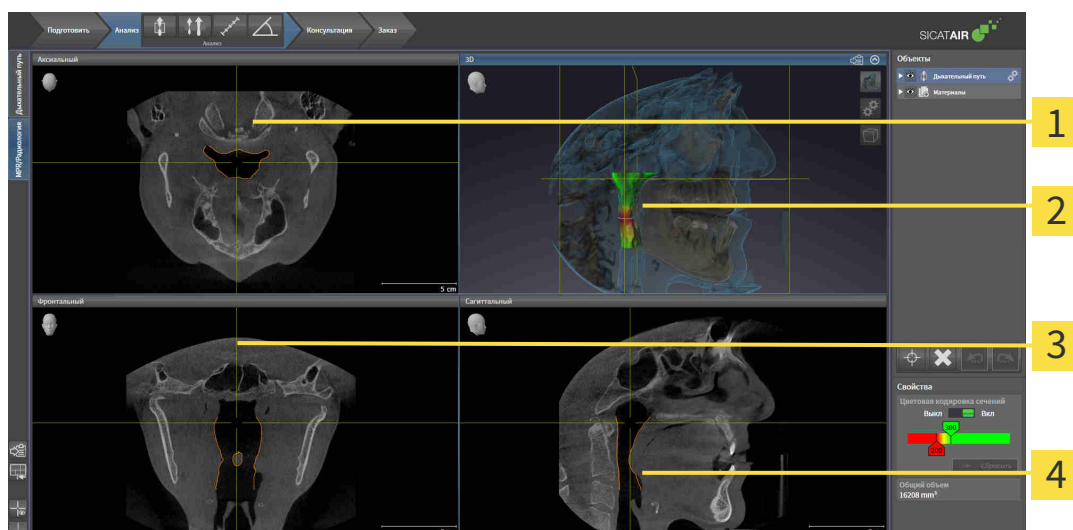 Подготовить
Анализ
Анализ
Консультация
Заказ
SICATAIR
Дыхательный путь
MPR/Радиология
Аксиальный
5 cm
3D
Фронтальный
Сагиттальный
Объекты
Дыхательный путь
Материалы
Свойства
Цветовая кодировка сечений
Выкл Вкл
300
200
Сбросить
Общий объем
16208 mm³
1
2
3
4